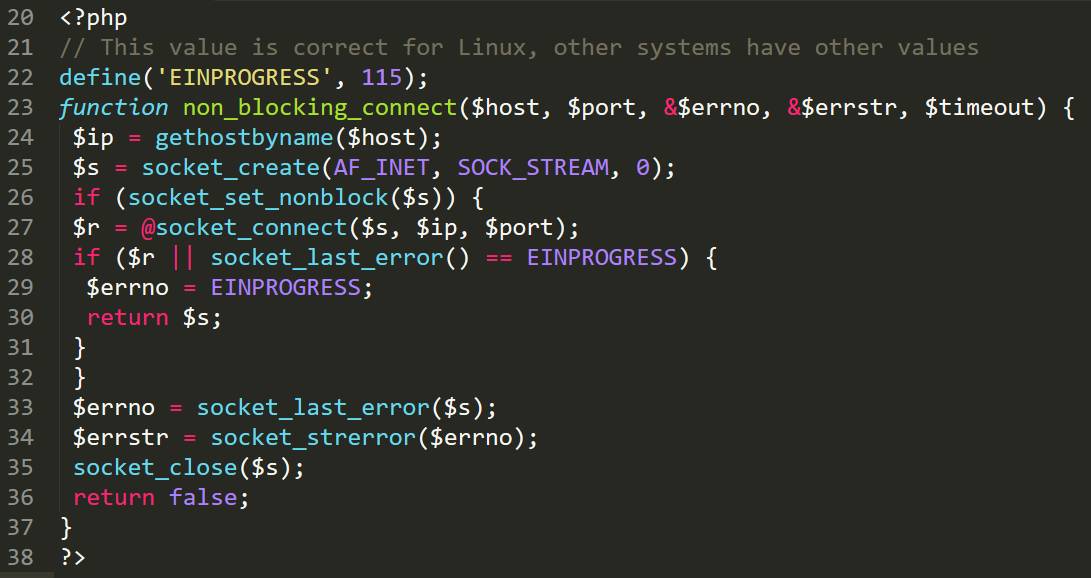 20 <?php
21 // This value is correct for Linux, other systems have other values
22 define('EINPROGRESS', 115);
23 function non_blocking_connect($host, $port, &$errno, &$errstr, $timeout) {
24  $ip = gethostbyname($host);
25  $s = socket_create(AF_INET, SOCK_STREAM, 0);
26  if (socket_set_nonblock($s)) {
27  $r = @socket_connect($s, $ip, $port);
28  if ($r || socket_last_error() == EINPROGRESS) {
29   $errno = EINPROGRESS;
30   return $s;
31  }
32  }
33  $errno = socket_last_error($s);
34  $errstr = socket_strerror($errno);
35  socket_close($s);
36  return false;
37 }
38 ?>